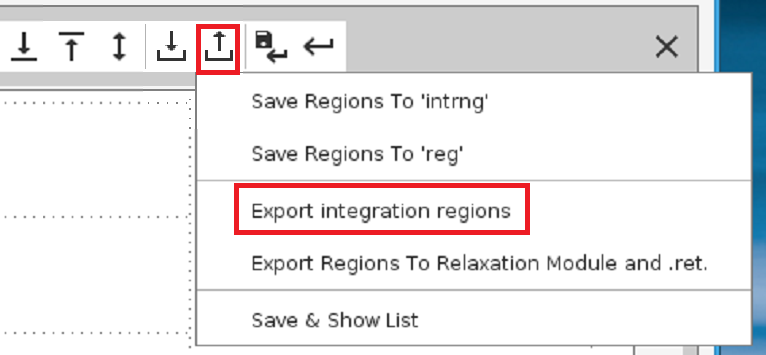 Save Regions To 'intrng'
Save Regions To 'reg'
Export integration regions
Export Regions To Relaxation Module and .ret.
Save & Show List